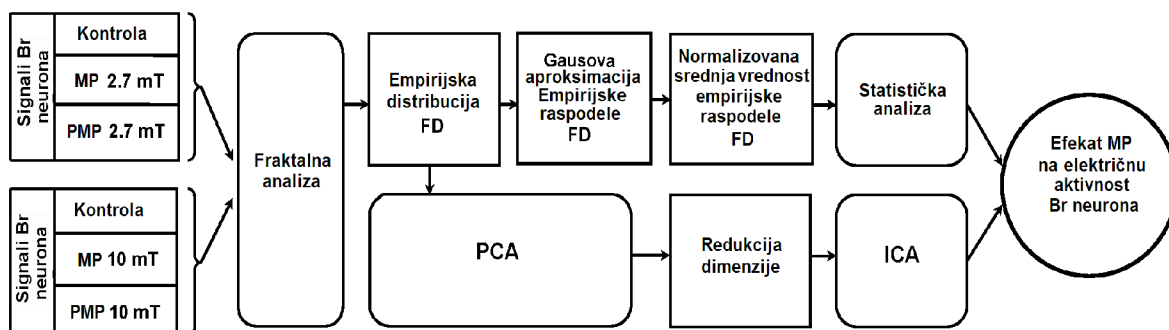 Signali Br
neurona
Kontrola
MP 2.7 mT
PMP 2.7 mT
Signali Br
neurona
Kontrola
MP 10 mT
PMP 10 mT
Fraktalna
analiza
Empirijska
distribucija
FD
Gausova
aproksimacija
Empirijske
raspodele
FD
Normalizovana
srednja vrednost
empirijske
raspodele
FD
Statistička
analiza
PCA
Redukcija
dimenzije
ICA
Efekat MP
na električnu
aktivnost
Br neurona